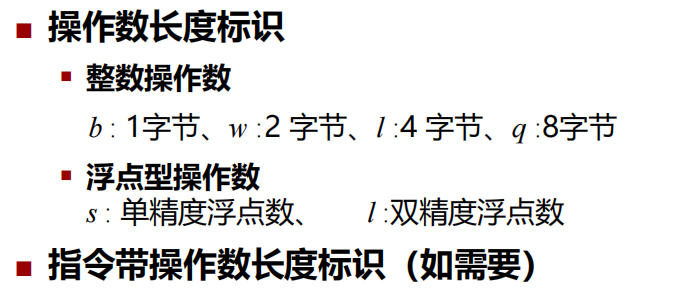 操作数长度标识
整数操作数
b : 1字节、w :2 字节、l :4 字节、q :8字节
浮点型操作数
s : 单精度浮点数、 l :双精度浮点数
指令带操作数长度标识（如需要）